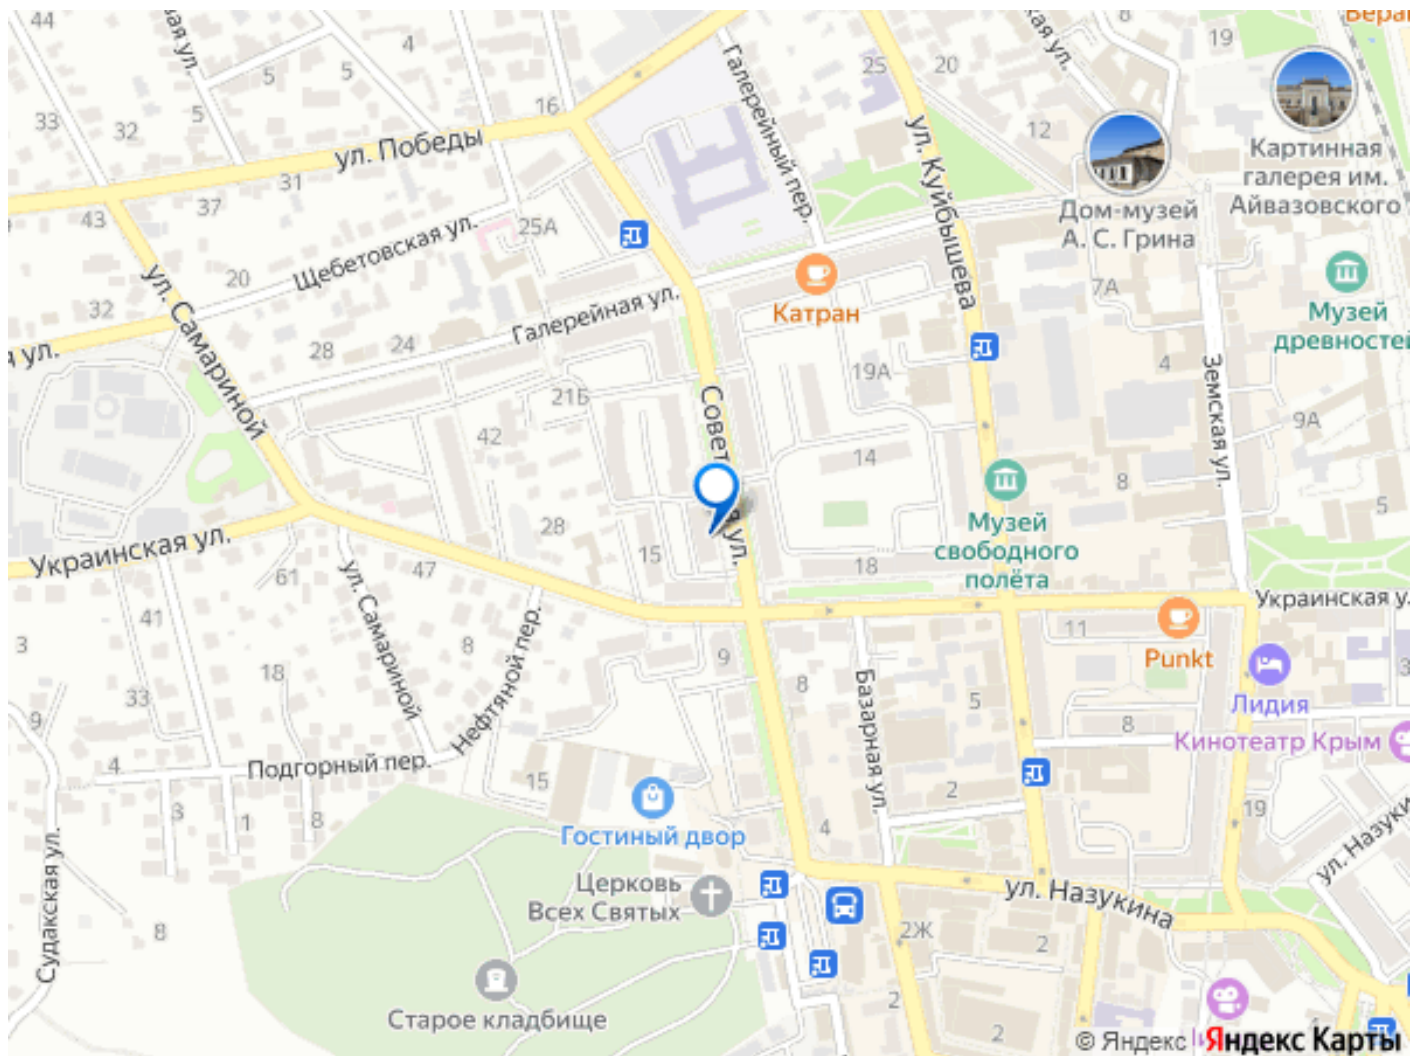 44
вая ул.
4
5
5
5
33
32
16
25
20
8
19
12
ская ул.
Картинная
галерея им.
Айвазовского
Дом-музей
А. С. Грина
ул. Победы
31
37
43
Галерейный пер.
ул. Куйбышева
25А
Щебетовская ул.
20
32
ул. Самариной
Галерейная ул.
24
28
Катран
7А
Музей
древностей
4
Земская ул.
9А
19А
21Б
42
14
8
5
Музей
свободного
полёта
28
15
18
Украинская ул.
61
47
41
ул. Самариной
8
Нефтяной пер.
Украинская у
11
Punkt
Лидия
Кинотеатр Крым
3
18
33
9
9
8
Базарная ул.
5
8
Подгорный пер.
4
3
1
8
15
2
19
Гостиный двор
4
ул. Назукина
Церковь
Всех Святых
Судакская ул.
8
2Ж
2
2
2
Старое кладбище
© Яндекс
Яндекс Карты